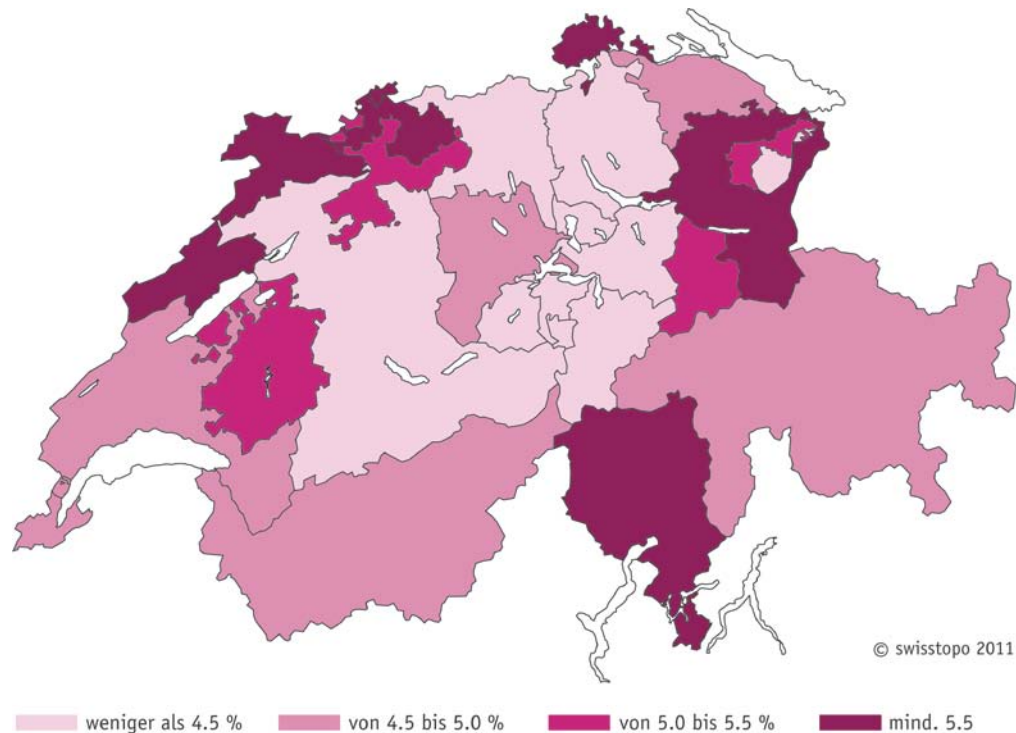 © swisstopo 2011
weniger als 4.5 %
von 4.5 bis 5.0 %
von 5.0 bis 5.5 %
mind. 5.5